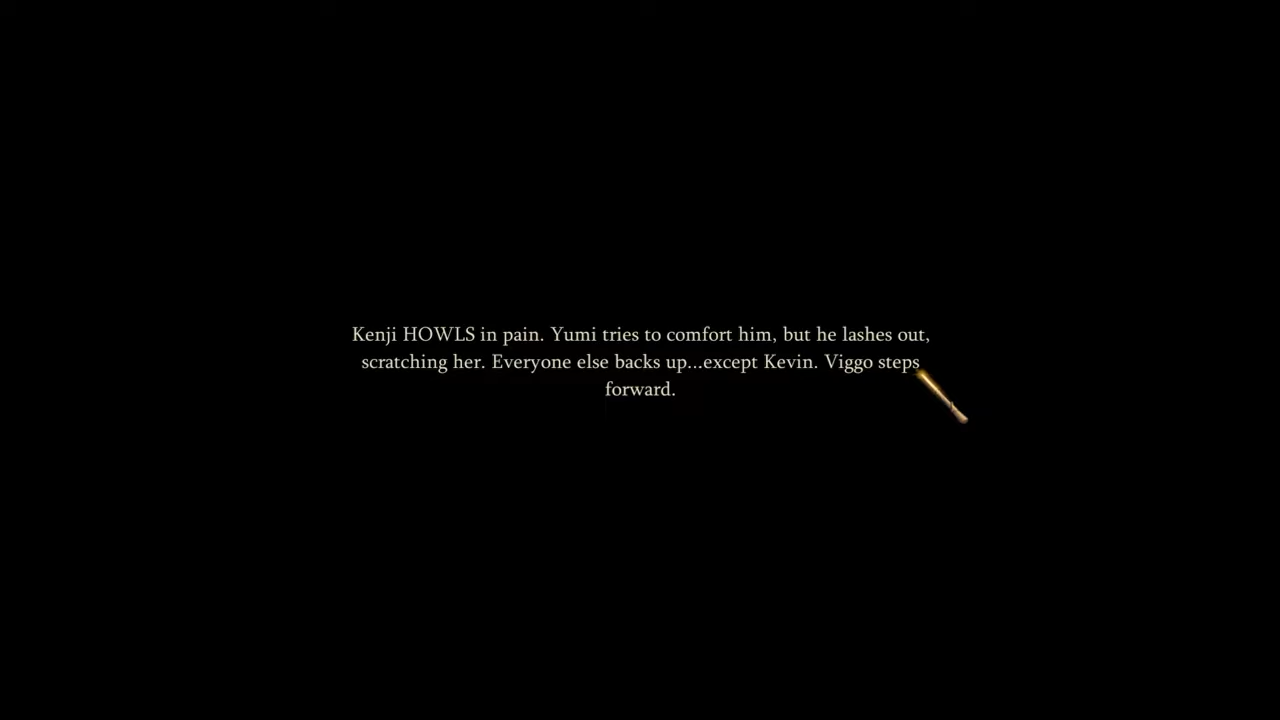 Kenji HOWLS in pain. Yumi tries to comfort him, but he lashes out,
scratching her. Everyone else backs up...except Kevin. Viggo steps
forward.